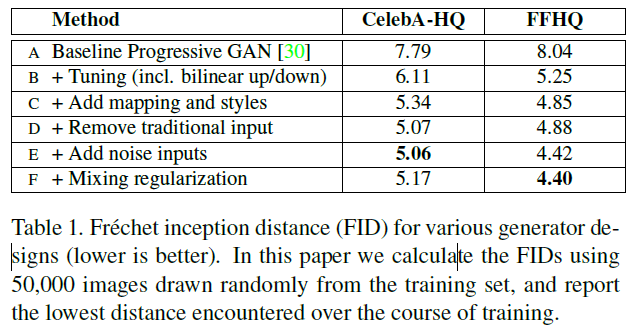 Method CelebA-HQ FFHQ
A Baseline Progressive GAN [30] 7.79 8.04
B + Tuning (incl. bilinear up/down) 6.11 5.25
C + Add mapping and styles 5.34 4.85
D + Remove traditional input 5.07 4.88
E + Add noise inputs 5.06 4.42
F + Mixing regularization 5.17 4.40
Table 1. Fréchet inception distance (FID) for various generator de-
signs (lower is better). In this paper we calculate the FIDs using
50,000 images drawn randomly from the training set, and report
the lowest distance encountered over the course of training.